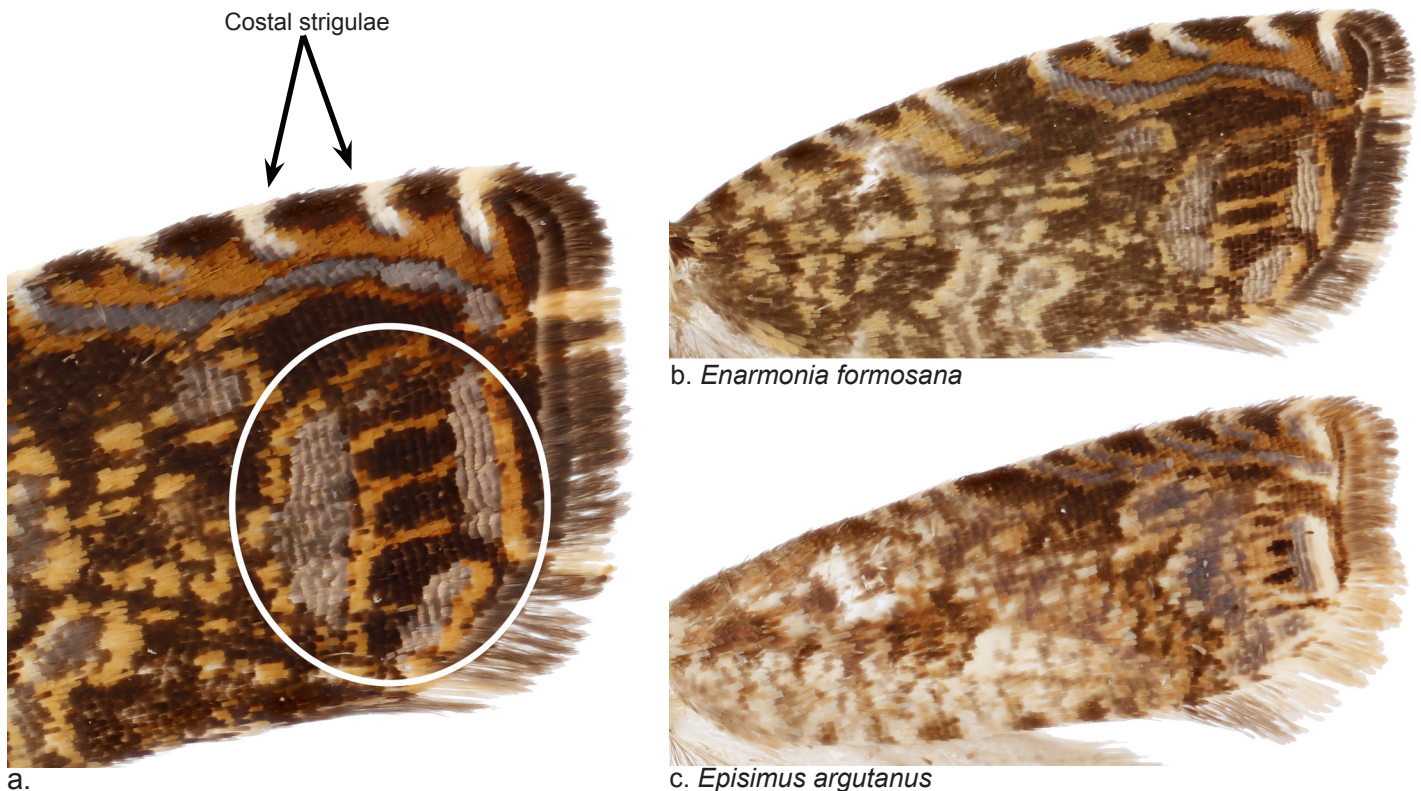 Costal strigulae
a.
b. Enarmonia formosana
c. Episimus argutanus